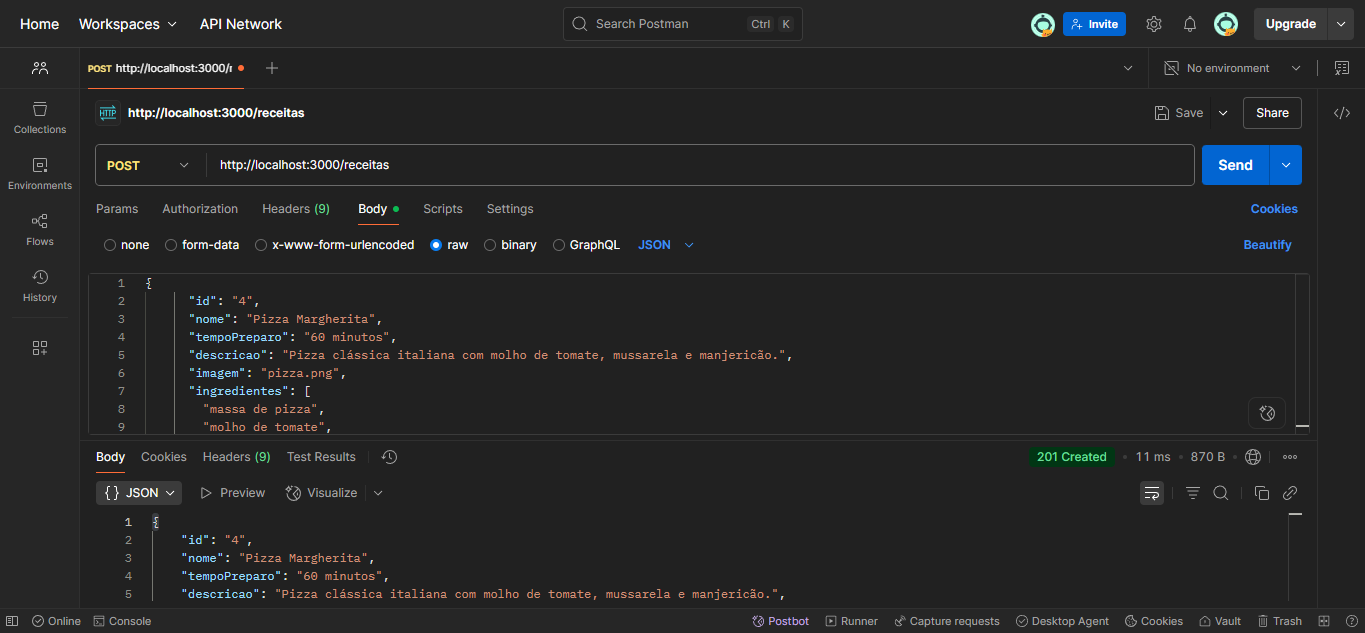 Home Workspaces API Network Search Postman Ctrl K Invite Upgrade
POST http://localhost:3000/r No environment
HTTP http://localhost:3000/receitas Save Share
Collections
POST http://localhost:3000/receitas Send
Environments
Params Authorization Headers (9) Body Scripts Settings Cookies
Flows
none form-data x-www-form-urlencoded raw binary GraphQL JSON Beautify
History
1 {
2 "id": "4",
3 "nome": "Pizza Margherita",
4 "tempoPreparo": "60 minutos",
5 "descricao": "Pizza clássica italiana com molho de tomate, mussarela e manjericão.",
6 "imagem": "pizza.png",
7 "ingredientes": [
8 "massa de pizza",
9 "molho de tomate",
Body Cookies Headers (9) Test Results 201 Created 11 ms 870 B
{} JSON Preview Visualize
1 {
2 "id": "4",
3 "nome": "Pizza Margherita",
4 "tempoPreparo": "60 minutos",
5 "descricao": "Pizza clássica italiana com molho de tomate, mussarela e manjericão.",
Online Console Postbot Runner Capture requests Desktop Agent Cookies Vault Trash